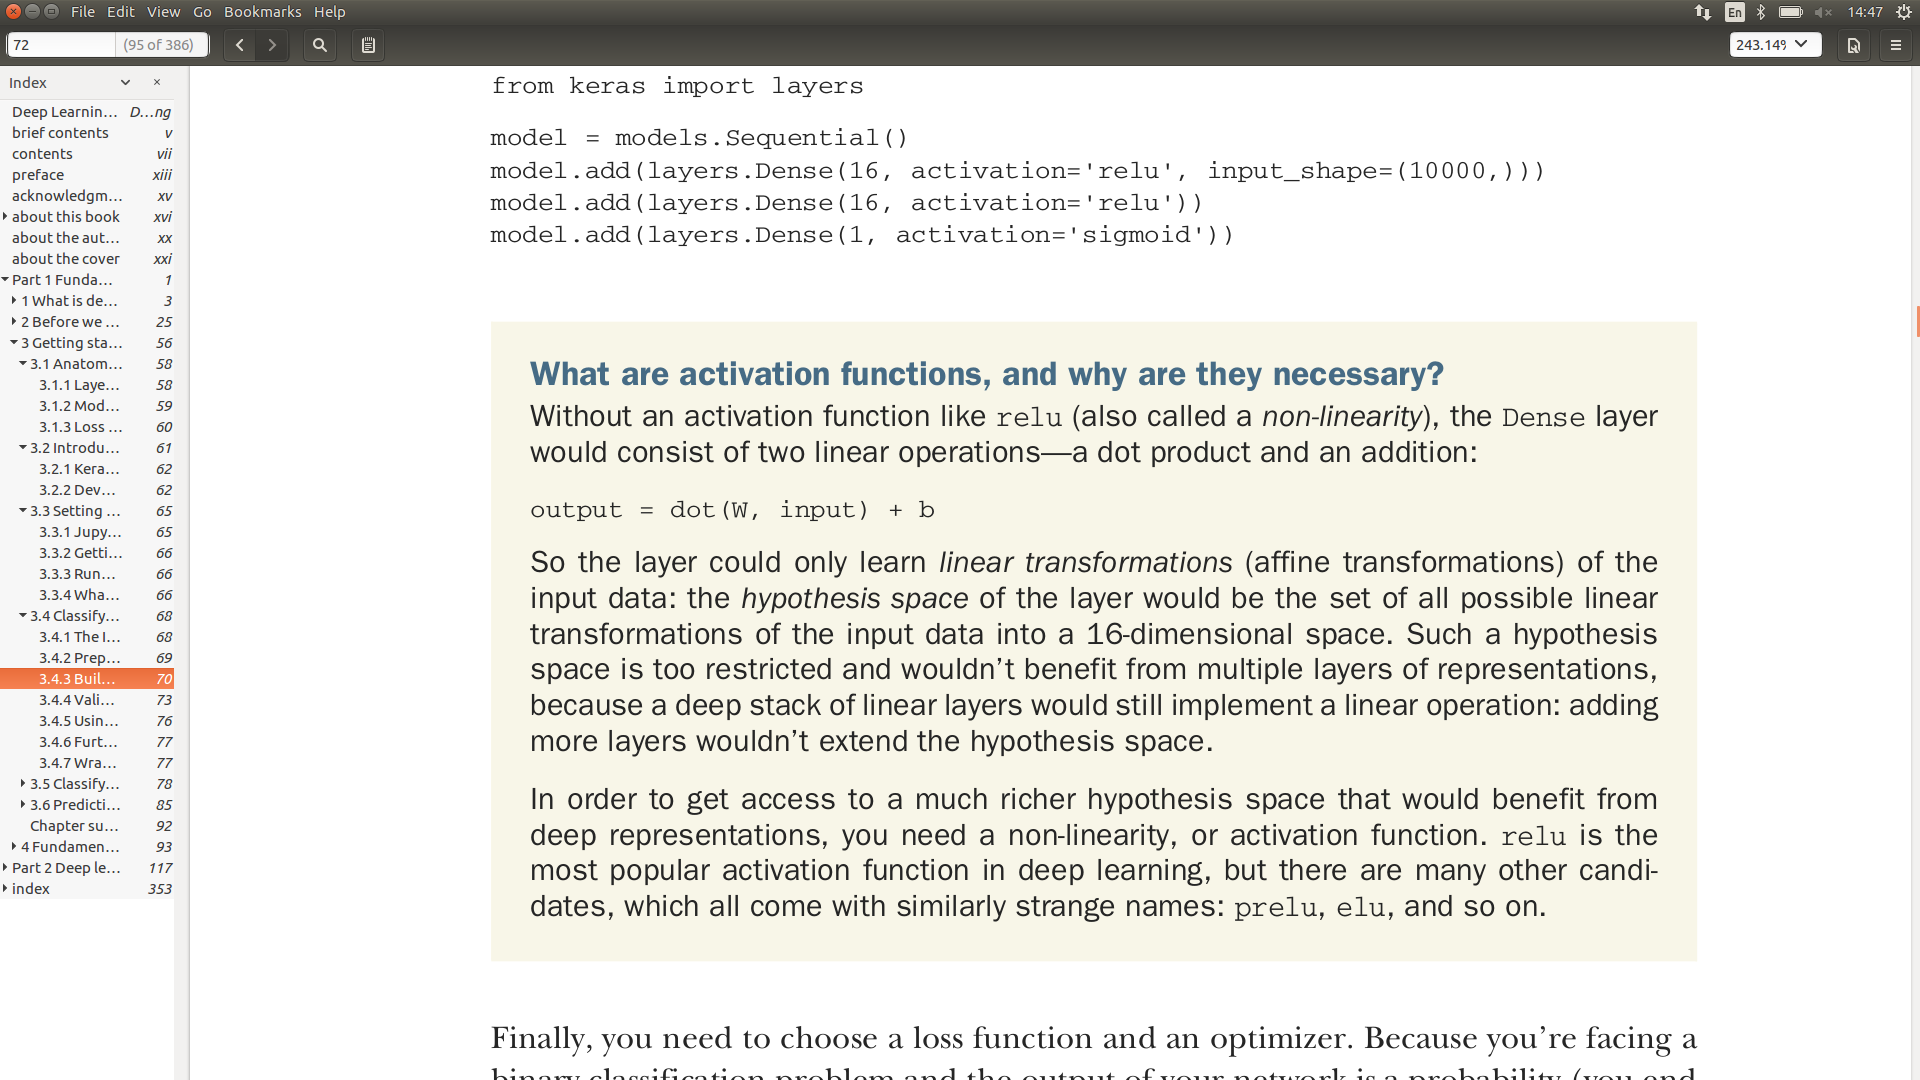 File Edit View Go Bookmarks Help
En 14:47
72 (95 of 386) 243.14%
Index
Deep Learnin... D...ng
brief contents v
contents vii
preface xiii
acknowledgm... xv
about this book xvi
about the aut... xx
about the cover xxi
Part 1 Funda... 1
1 What is de... 3
2 Before we ... 25
3 Getting sta... 56
3.1 Anatom... 58
3.1.1 Laye... 58
3.1.2 Mod... 59
3.1.3 Loss ... 60
3.2 Introdu... 61
3.2.1 Kera... 62
3.2.2 Dev... 62
3.3 Setting ... 65
3.3.1 Jupy... 65
3.3.2 Getti... 66
3.3.3 Run... 66
3.3.4 Wha... 66
3.4 Classify... 68
3.4.1 The I... 68
3.4.2 Prep... 69
3.4.3 Buil... 70
3.4.4 Vali... 73
3.4.5 Usin... 76
3.4.6 Furt... 77
3.4.7 Wra... 77
3.5 Classify... 78
3.6 Predicti... 85
Chapter su... 92
4 Fundamen... 93
Part 2 Deep le... 117
index 353
from keras import layers
model = models.Sequential()
model.add(layers.Dense(16, activation='relu', input_shape=(10000,)))
model.add(layers.Dense(16, activation='relu'))
model.add(layers.Dense(1, activation='sigmoid'))
What are activation functions, and why are they necessary?
Without an activation function like relu (also called a non-linearity), the Dense layer
would consist of two linear operations—a dot product and an addition:
output = dot(W, input) + b
So the layer could only learn linear transformations (affine transformations) of the
input data: the hypothesis space of the layer would be the set of all possible linear
transformations of the input data into a 16-dimensional space. Such a hypothesis
space is too restricted and wouldn’t benefit from multiple layers of representations,
because a deep stack of linear layers would still implement a linear operation: adding
more layers wouldn’t extend the hypothesis space.
In order to get access to a much richer hypothesis space that would benefit from
deep representations, you need a non-linearity, or activation function. relu is the
most popular activation function in deep learning, but there are many other candi-
dates, which all come with similarly strange names: prelu, elu, and so on.
Finally, you need to choose a loss function and an optimizer. Because you’re facing a
binary classification problem and the output of your network is a probability (you end